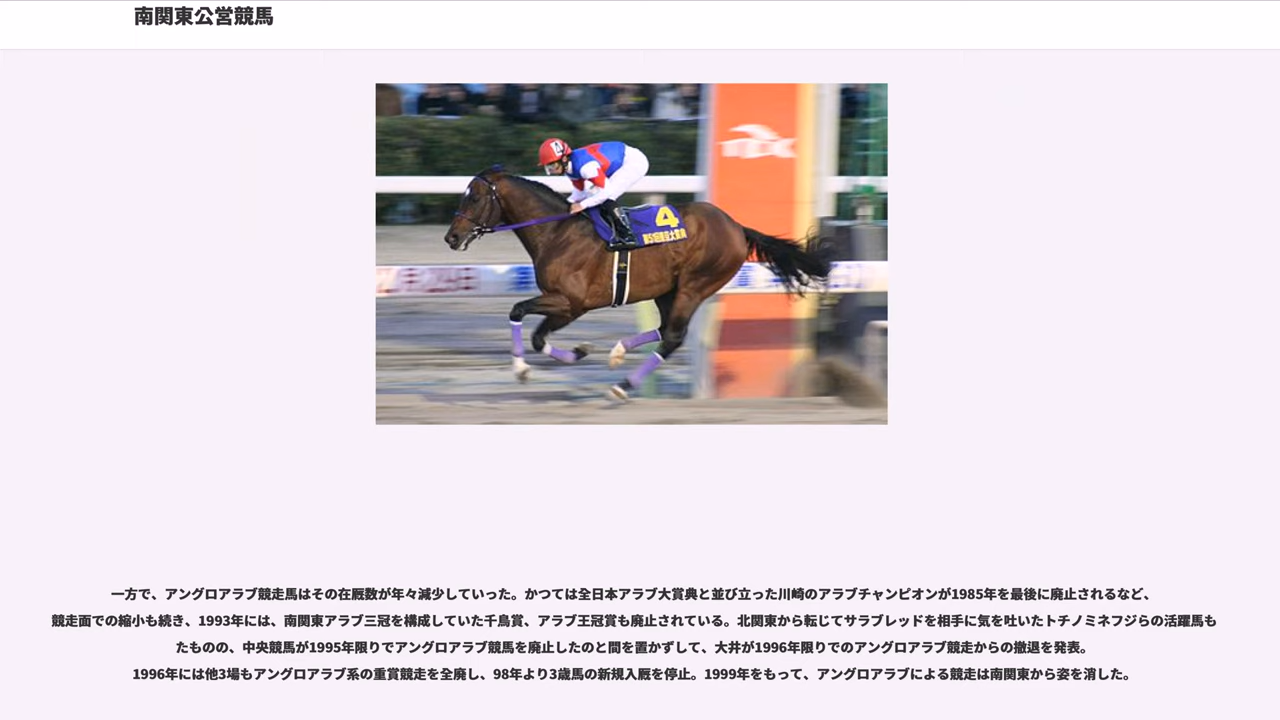 南関東公営競馬
4
一方で、アングロアラブ競走馬はその在厩数が年々減少していった。かつては全日本アラブ大賞典と並び立った川崎のアラブチャンピオンが1985年を最後に廃止されるなど、
競走面での縮小も続き、1993年には、南関東アラブ三冠を構成していた千鳥賞、アラブ王冠賞も廃止されている。北関東から転じてサラブレッドを相手に気を吐いたトチノミネフジらの活躍馬も
たものの、中央競馬が1995年限りでアングロアラブ競馬を廃止したのと間を置かずして、大井が1996年限りでのアングロアラブ競走からの撤退を発表。
1996年には他3場もアングロアラブ系の重賞競走を全廃し、98年より3歳馬の新規入厩を停止。1999年をもって、アングロアラブによる競走は南関東から姿を消した。